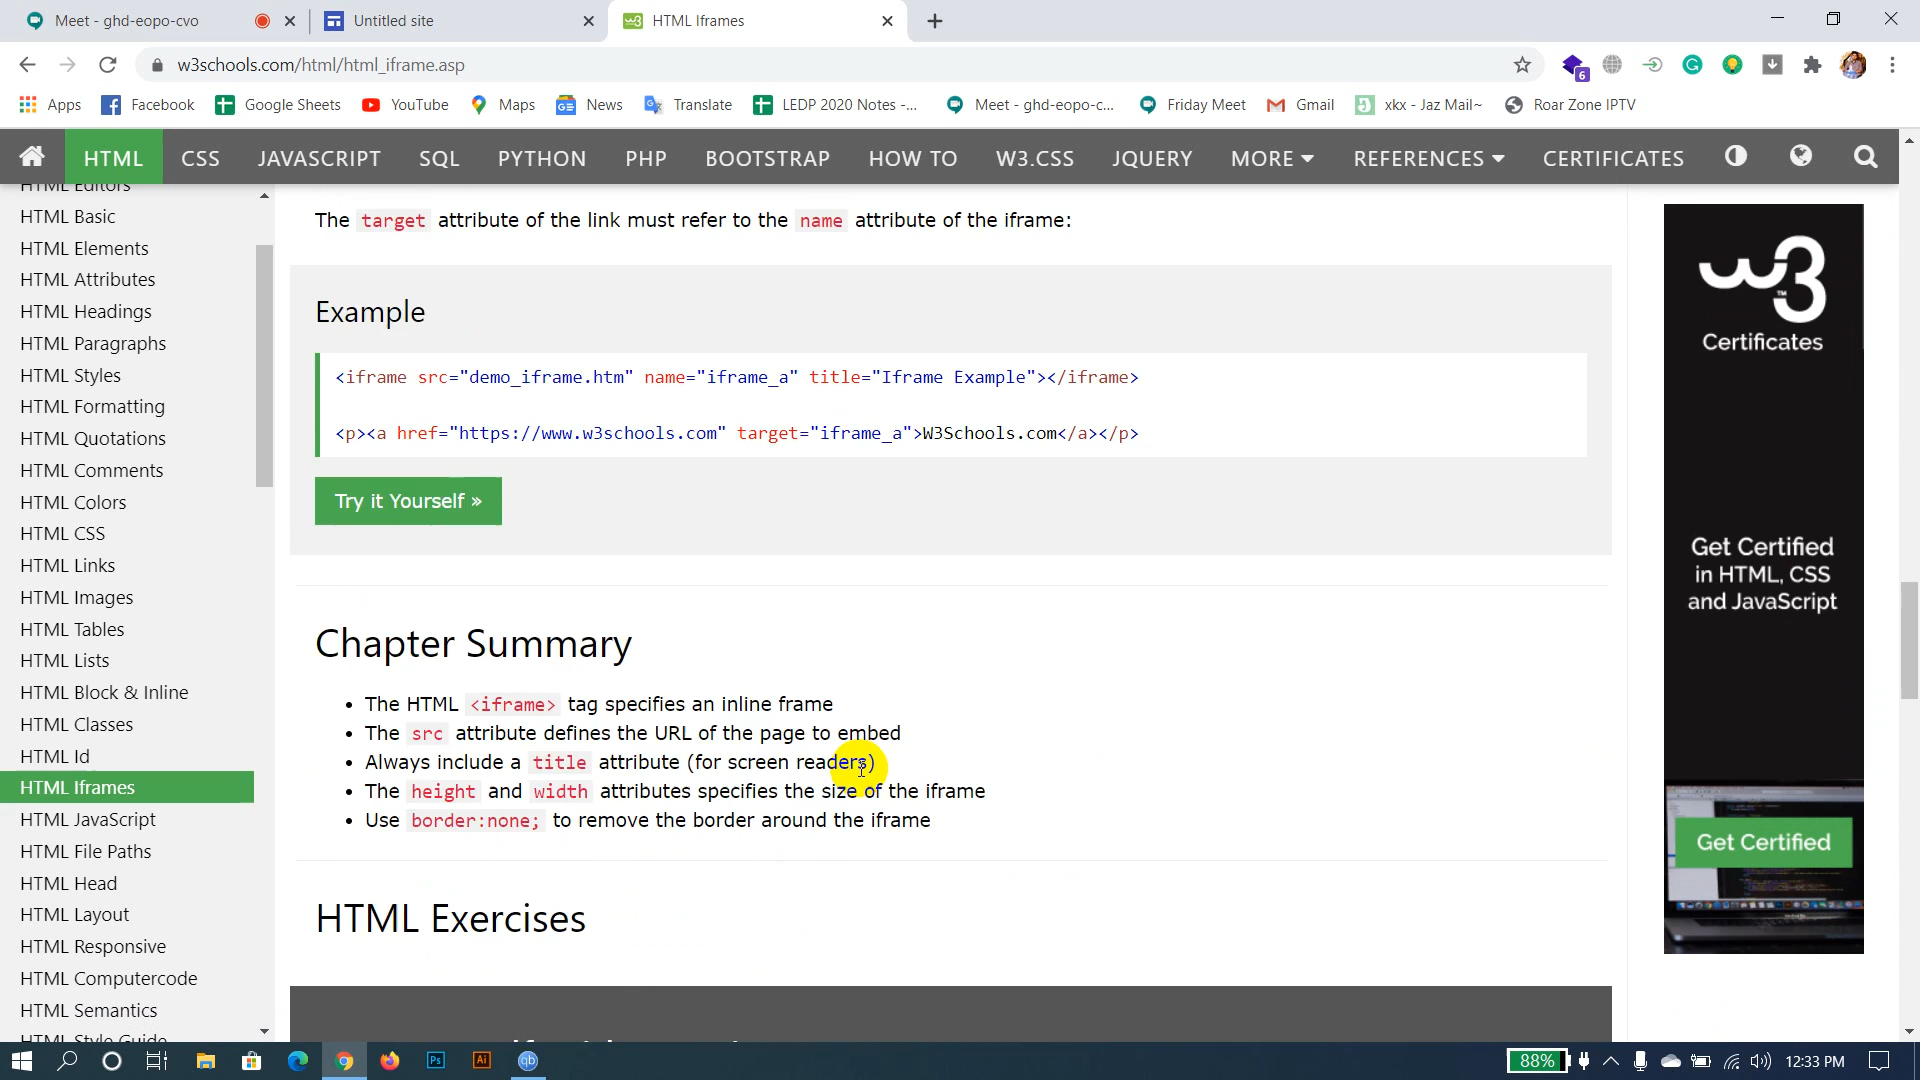 Meet - ghd-eopo-cvo
Untitled site
HTML Iframes
w3schools.com/html/html_iframe.asp
6
Apps
Facebook
Google Sheets
YouTube
Maps
News
Translate
LEDP 2020 Notes -...
Meet - ghd-eopo-c...
Friday Meet
Gmail
xkx - Jaz Mail~
Roar Zone IPTV
HTML
CSS
JAVASCRIPT
SQL
PYTHON
PHP
BOOTSTRAP
HOW TO
W3.CSS
JQUERY
MORE
REFERENCES
CERTIFICATES
HTML Editors
HTML Basic
HTML Elements
HTML Attributes
HTML Headings
HTML Paragraphs
HTML Styles
HTML Formatting
HTML Quotations
HTML Comments
HTML Colors
HTML CSS
HTML Links
HTML Images
HTML Tables
HTML Lists
HTML Block & Inline
HTML Classes
HTML Id
HTML Iframes
HTML JavaScript
HTML File Paths
HTML Head
HTML Layout
HTML Responsive
HTML Computercode
HTML Semantics
HTML Style Guide
The target attribute of the link must refer to the name attribute of the iframe:
Example
<iframe src="demo_iframe.htm" name="iframe_a" title="Iframe Example"></iframe>
<p><a href="https://www.w3schools.com" target="iframe_a">W3Schools.com</a></p>
Try it Yourself »
Chapter Summary
• The HTML <iframe> tag specifies an inline frame
• The src attribute defines the URL of the page to embed
• Always include a title attribute (for screen readers)
• The height and width attributes specifies the size of the iframe
• Use border:none; to remove the border around the iframe
HTML Exercises
w3
TM
Certificates
Get Certified
in HTML, CSS
and JavaScript
Get Certified
Ps
Ai
qb
88%
12:33 PM